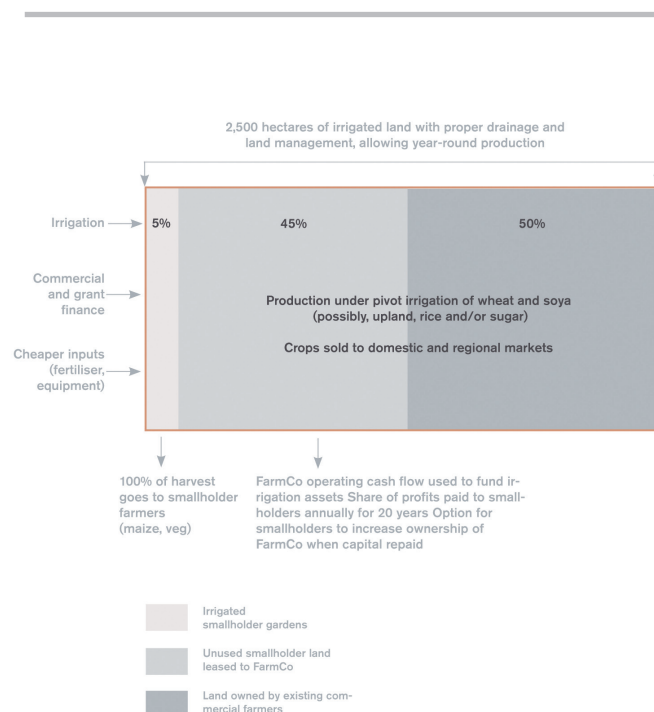 2,500 hectares of irrigated land with proper drainage and
land management, allowing year-round production
Irrigation
5%
45%
50%
Commercial
and grant
finance
Production under pivot irrigation of wheat and soya
(possibly, upland, rice and/or sugar)
Crops sold to domestic and regional markets
Cheaper inputs
(fertiliser,
equipment)
100% of harvest
goes to smallholder
farmers
(maize, veg)
FarmCo operating cash flow used to fund ir-
rigation assets Share of profits paid to small-
holders annually for 20 years Option for
smallholders to increase ownership of
FarmCo when capital repaid
Irrigated
smallholder gardens
Unused smallholder land
leased to FarmCo
Land owned by existing com-
mercial farmers